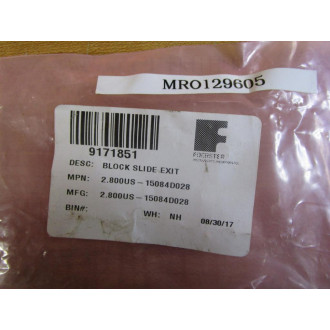 MRO129605
9171851
DESC: BLOCK SLIDE EXIT
MPN: 2.800US-15084D028
MFG: 2.800US-15084D028
BIN#: WH: NH 08/30/17